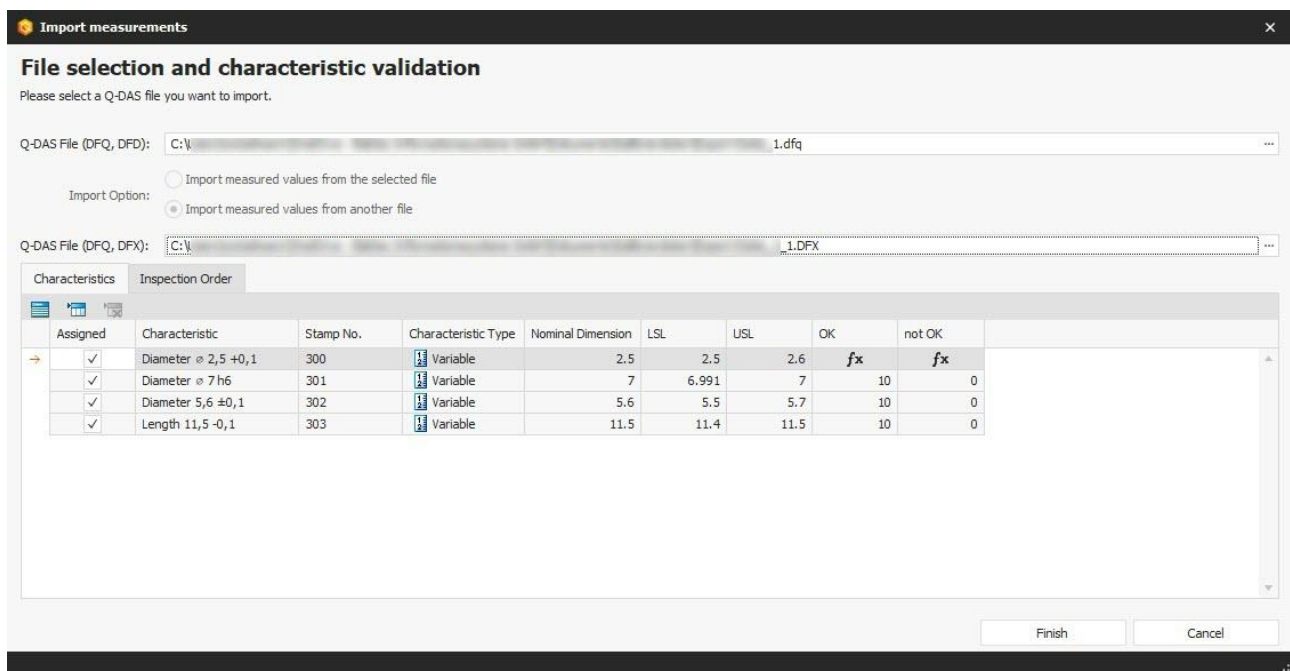 Import measurements
File selection and characteristic validation
Please select a Q-DAS file you want to import.
Q-DAS File (DFQ, DFD): C:\ _1.dfq ...
Import Option:
Import measured values from the selected file
Import measured values from another file
Q-DAS File (DFQ, DFX): C:\ _1.DFX ...
Characteristics Inspection Order
Assigned Characteristic Stamp No. Characteristic Type Nominal Dimension LSL USL OK not OK
Diameter ⌀ 2,5 +0,1 300 Variable 2.5 2.5 2.6 fx fx
Diameter ⌀ 7 h6 301 Variable 7 6.991 7 10 0
Diameter 5,6 ±0,1 302 Variable 5.6 5.5 5.7 10 0
Length 11,5 -0,1 303 Variable 11.5 11.4 11.5 10 0
Finish Cancel